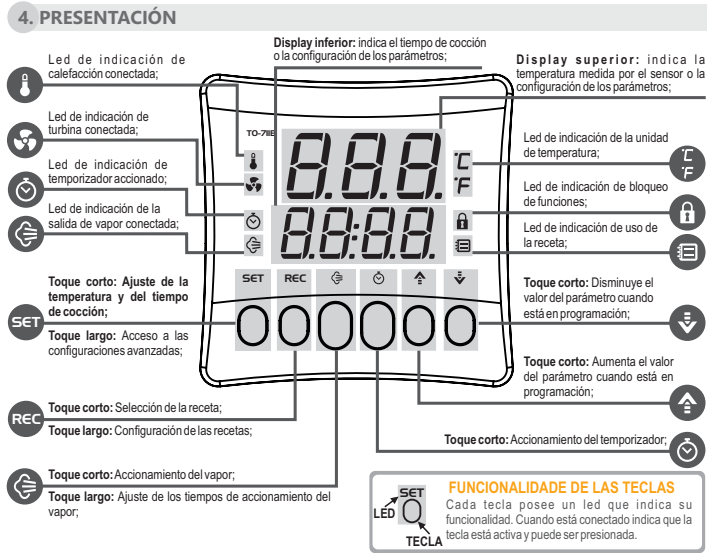 4. PRESENTACIÓN
Display inferior: indica el tiempo de cocción
o la configuración de los parámetros;
Led de indicación de
calefacción conectada;
Display superior: indica la
temperatura medida por el sensor o la
configuración de los parámetros;
Led de indicación de
turbina conectada;
Led de indicación de
temporizador accionado;
Led de indicación de la
salida de vapor conectada;
TO-711B
8.8.8.
°C
°F
88:88.
Led de indicación de la unidad
de temperatura;
°C
°F
Led de indicación de bloqueo
de funciones;
Led de indicación de uso de
la receta;
SET
REC
Toque corto: Ajuste de la
temperatura y del tiempo
de cocción;
SET
Toque largo: Acceso a las
configuraciones avanzadas;
Toque corto: Disminuye el
valor del parámetro cuando
está en programación;
Toque corto: Aumenta el valor
del parámetro cuando está en
programación;
REC
Toque corto: Selección de la receta;
Toque largo: Configuración de las recetas;
Toque corto: Accionamiento del temporizador;
Toque corto: Accionamiento del vapor;
Toque largo: Ajuste de los tiempos de accionamiento del
vapor;
SET
LED
TECLA
FUNCIONALIDADE DE LAS TECLAS
Cada tecla posee un led que indica su
funcionalidad. Cuando está conectado indica que la
tecla está activa y puede ser presionada.